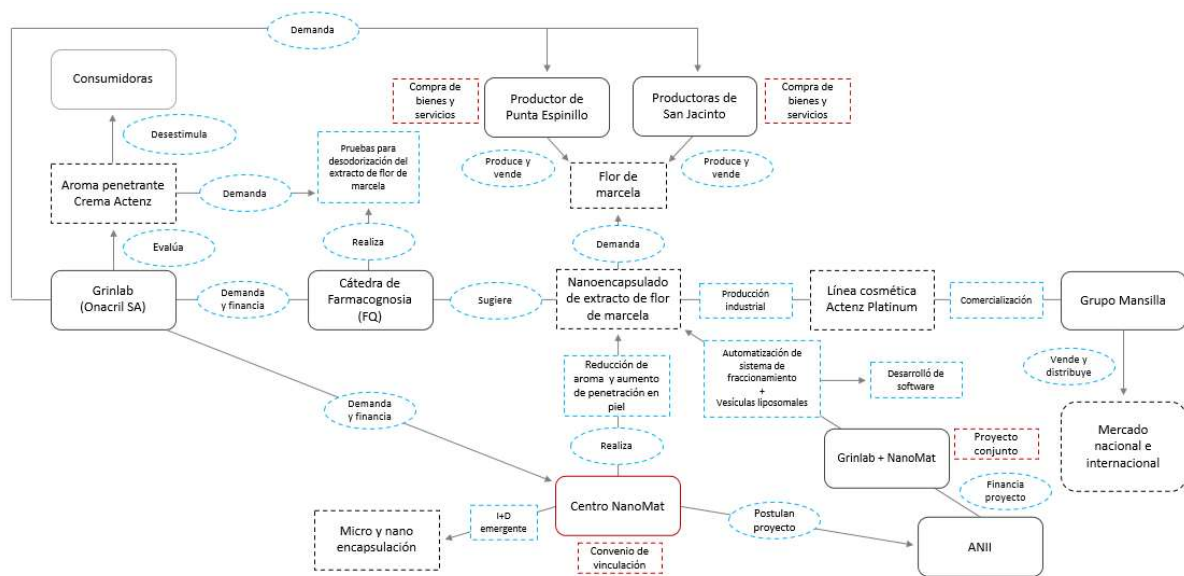 Demanda
Consumidoras
Compra de
bienes y
servicios
Productor de
Punta Espinillo
Productoras de
San Jacinto
Compra de
bienes y
servicios
Desestimula
Pruebas para
desodorización del
extracto de flor de
marcela
Produce y
vende
Produce y
vende
Aroma penetrante
Crema Actenz
Demanda
Flor de
marcela
Evalúa
Realiza
Demanda
Grinlab
(Onacril SA)
Demanda
y financia
Cátedra de
Farmacognosia
(FQ)
Sugiere
Nanoencapsulado
de extracto de flor
de marcela
Producción
industrial
Línea cosmética
Actenz Platinum
Comercialización
Grupo Mansilla
Reducción de
aroma y aumento
de penetración en
piel
Automatización de
sistema de
fraccionamiento
+
Vesículas liposomales
Desarrolló de
software
Vende y
distribuye
Demanda
y financia
Realiza
Grinlab + NanoMat
Proyecto
conjunto
Mercado
nacional e
internacional
Financia
proyecto
Centro NanoMat
I+D
emergente
Postulan
proyecto
Micro y nano
encapsulación
ANII
Convenio de
vinculación